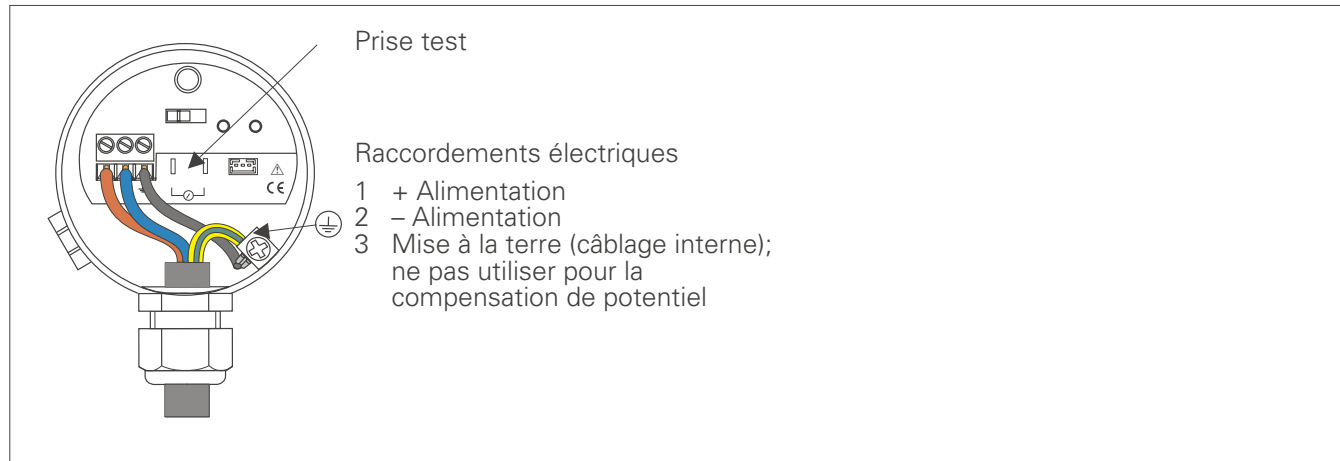 Prise test
Raccordements électriques
1 + Alimentation
2 – Alimentation
3 Mise à la terre (câblage interne);
ne pas utiliser pour la
compensation de potentiel
CE